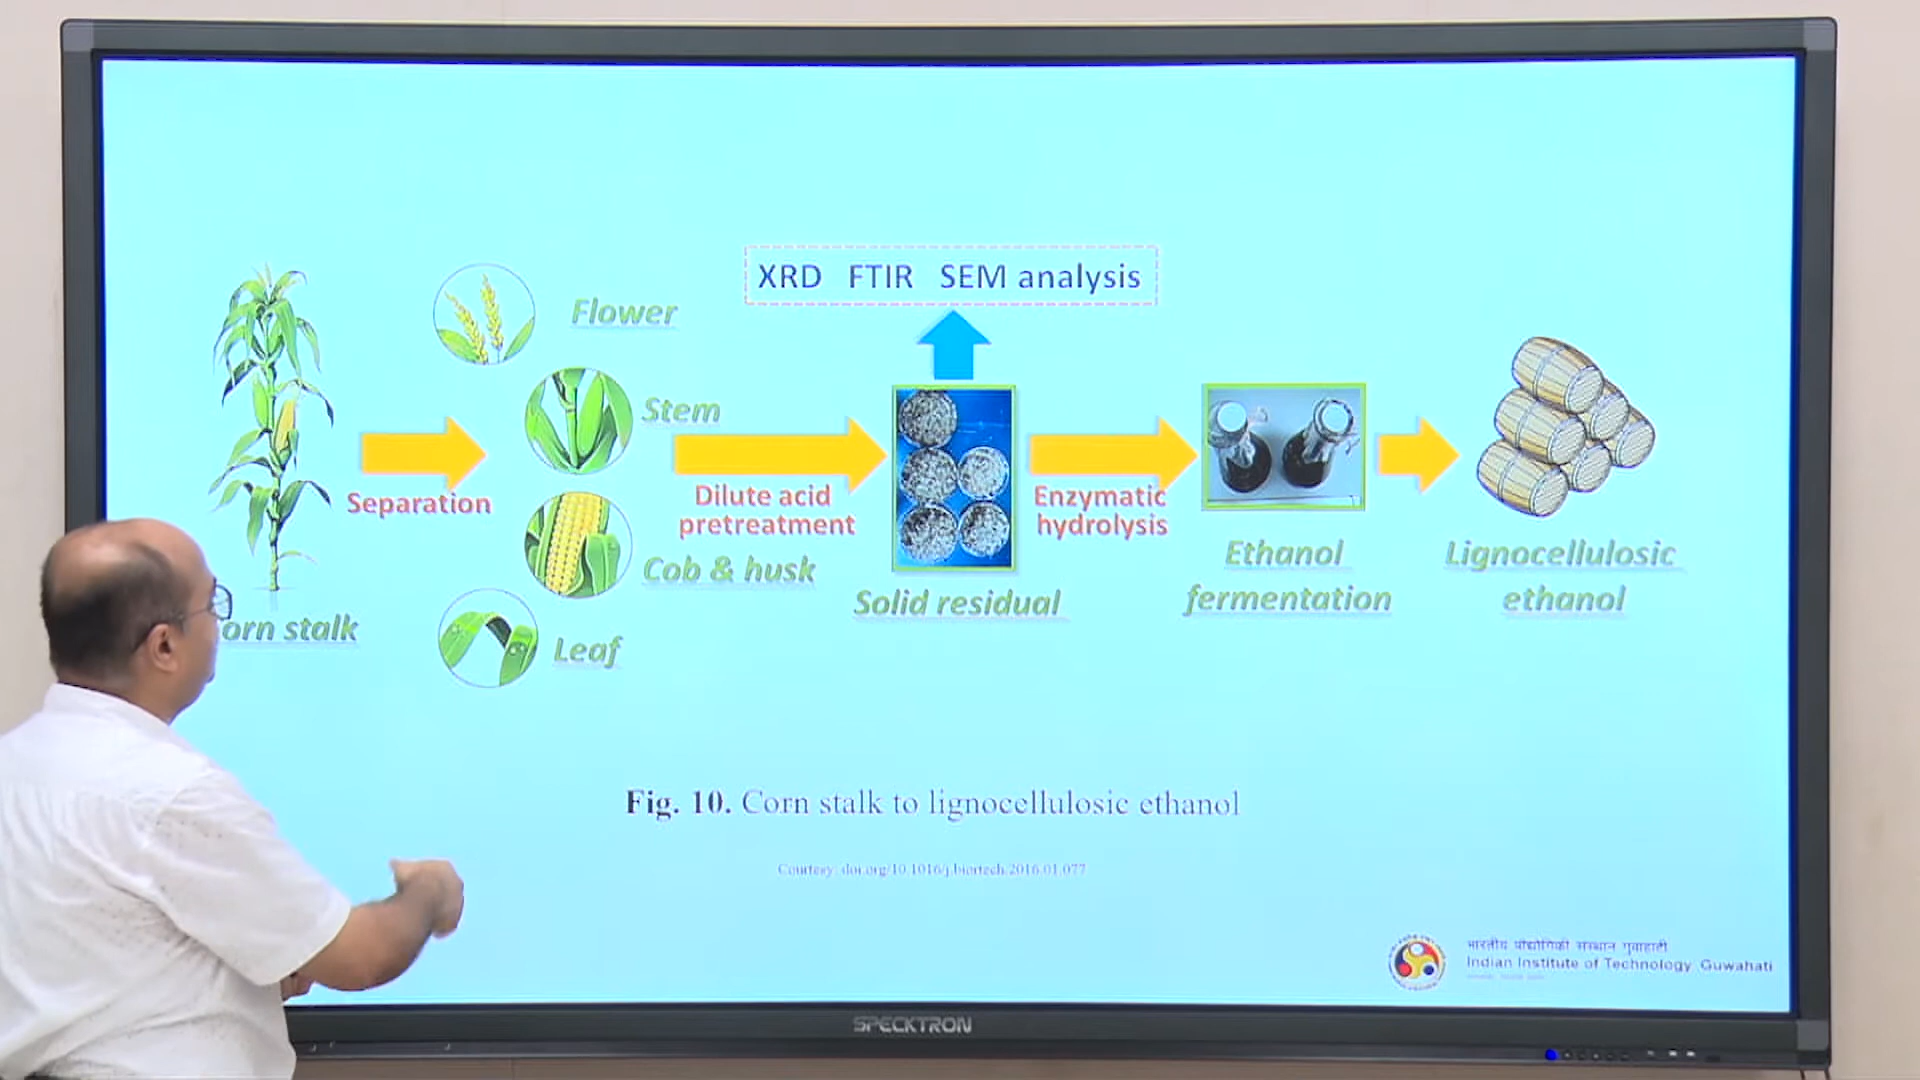 XRD FTIR SEM analysis
Flower
Stem
Separation
Dilute acid
pretreatment
Enzymatic
hydrolysis
Cob & husk
Leaf
orn stalk
Solid residual
Ethanol
fermentation
Lignocellulosic
ethanol
Fig. 10. Corn stalk to lignocellulosic ethanol
Courtesy: doi.org/10.1016/j.biortech.2016.01.077
भारतीय प्रौद्योगिकी संस्थान गुवाहाटी
Indian Institute of Technology Guwahati
SPECKTRON